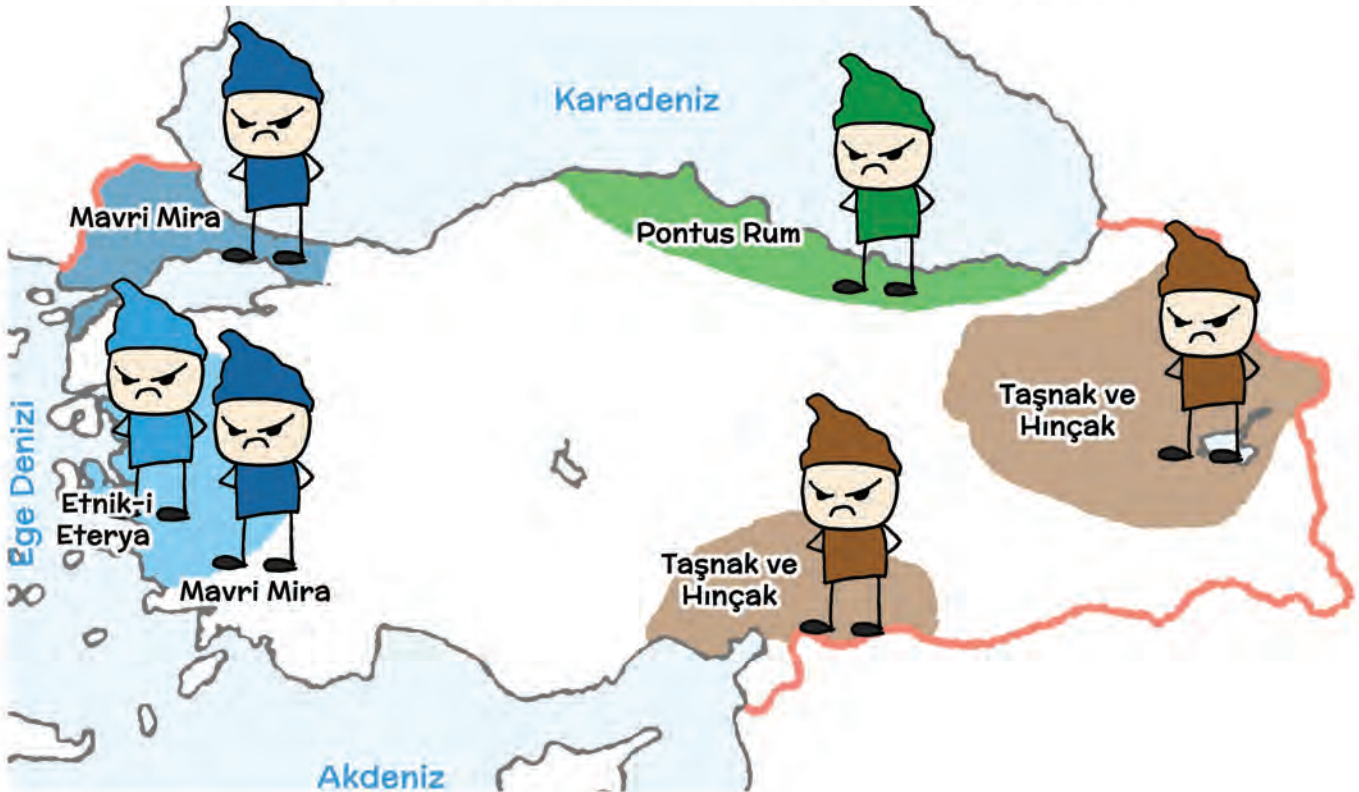 Karadeniz
Mavri Mira
Pontus Rum
Taşnak ve
Hınçak
Ege Denizi
Etnik-i
Eterya
Mavri Mira
Taşnak ve
Hınçak
Akdeniz